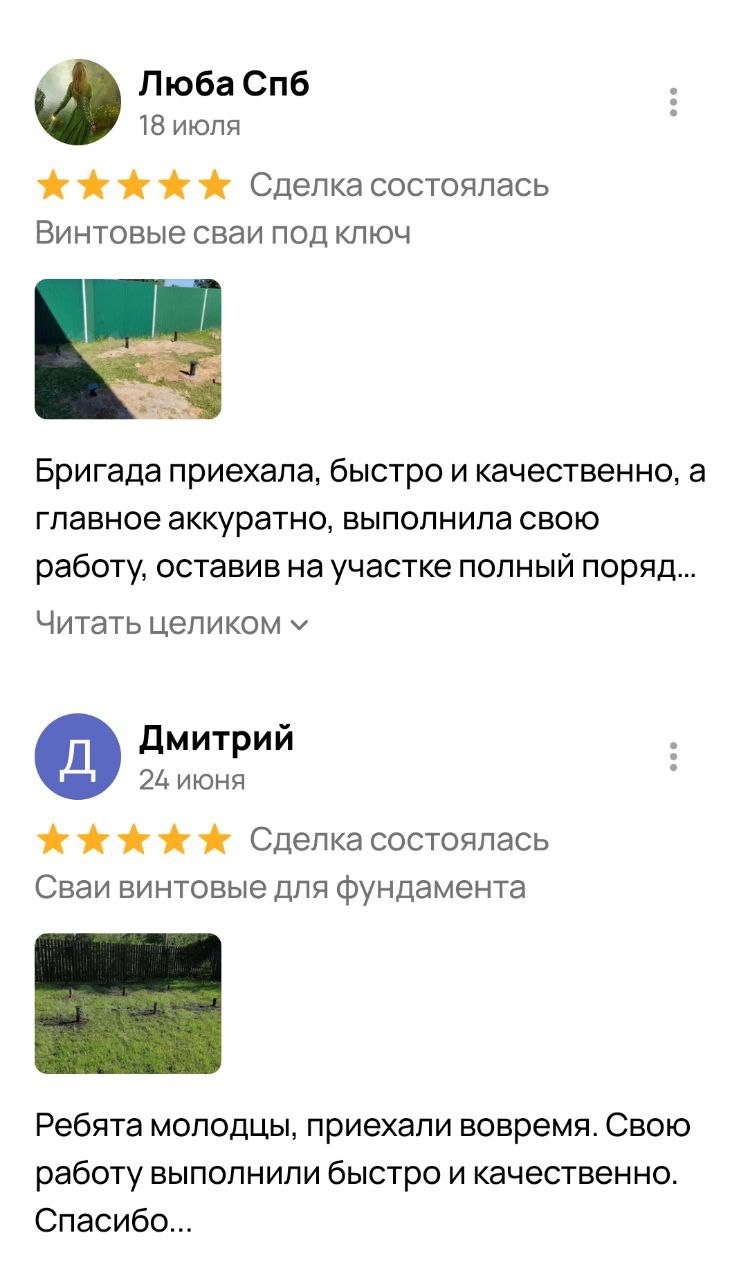 Люба Спб
18 июля
Сделка состоялась
Винтовые сваи под ключ
Бригада приехала, быстро и качественно, а
главное аккуратно, выполнила свою
работу, оставив на участке полный поряд...
Читать целиком
Д
Дмитрий
24 июня
Сделка состоялась
Сваи винтовые для фундамента
Ребята молодцы, приехали вовремя. Свою
работу выполнили быстро и качественно.
Спасибо...